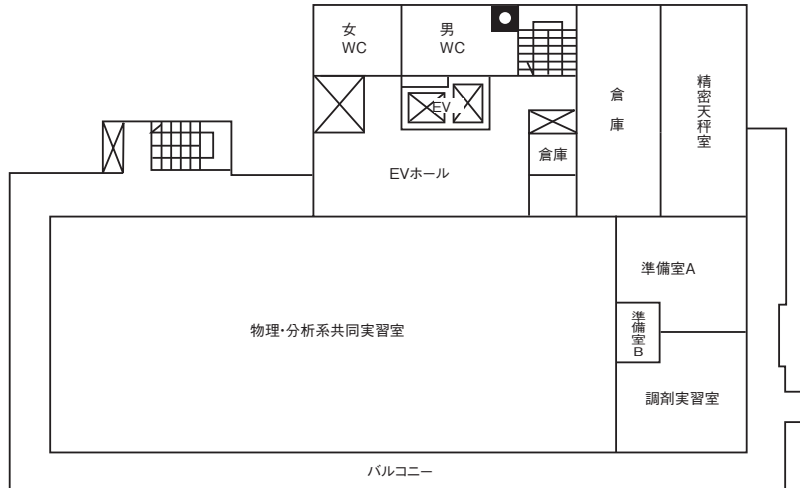 女
WC
男
WC
倉
庫
精密天秤室
EV
倉庫
EVホール
準備室A
準備室B
物理・分析系共同実習室
調剤実習室
バルコニー